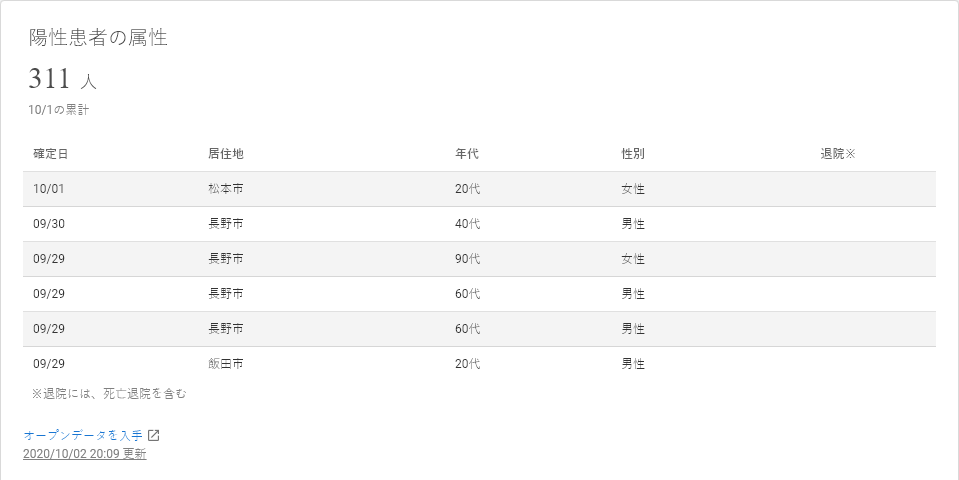 陽性患者の属性
311 人
10/1の累計
確定日 居住地 年代 性別 退院※
10/01 松本市 20代 女性
09/30 長野市 40代 男性
09/29 長野市 90代 女性
09/29 長野市 60代 男性
09/29 長野市 60代 男性
09/29 飯田市 20代 男性
※退院には、死亡退院を含む
オープンデータを入手
2020/10/02 20:09 更新